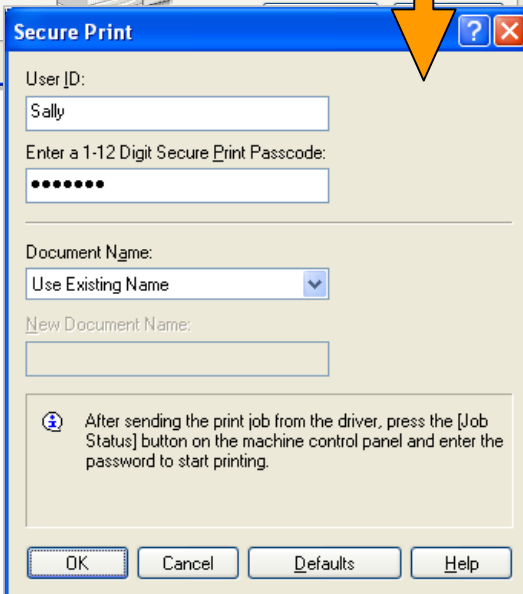 Secure Print
User ID:
Sally
Enter a 1-12 Digit Secure Print Passcode:
•••••••
Document Name:
Use Existing Name
New Document Name:
After sending the print job from the driver, press the [Job
Status] button on the machine control panel and enter the
password to start printing.
OK Cancel Defaults Help